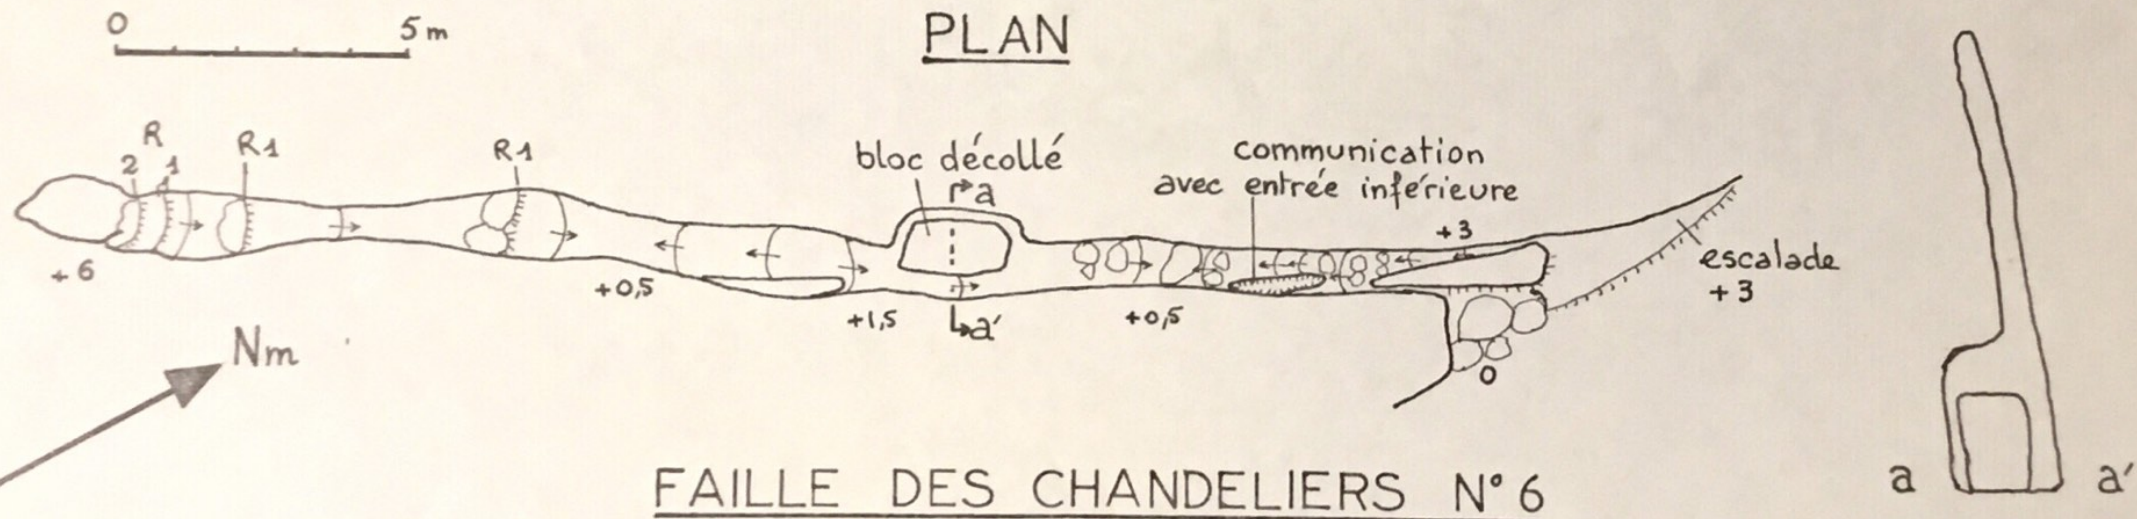 0 5 m
PLAN
R
2 1
R1
R1
bloc décollé
a
communication
avec entrée inférieure
+3
escalade
+3
+6
+0,5
+1,5
a'
+0,5
0
Nm
FAILLE DES CHANDELIERS N° 6
a a'